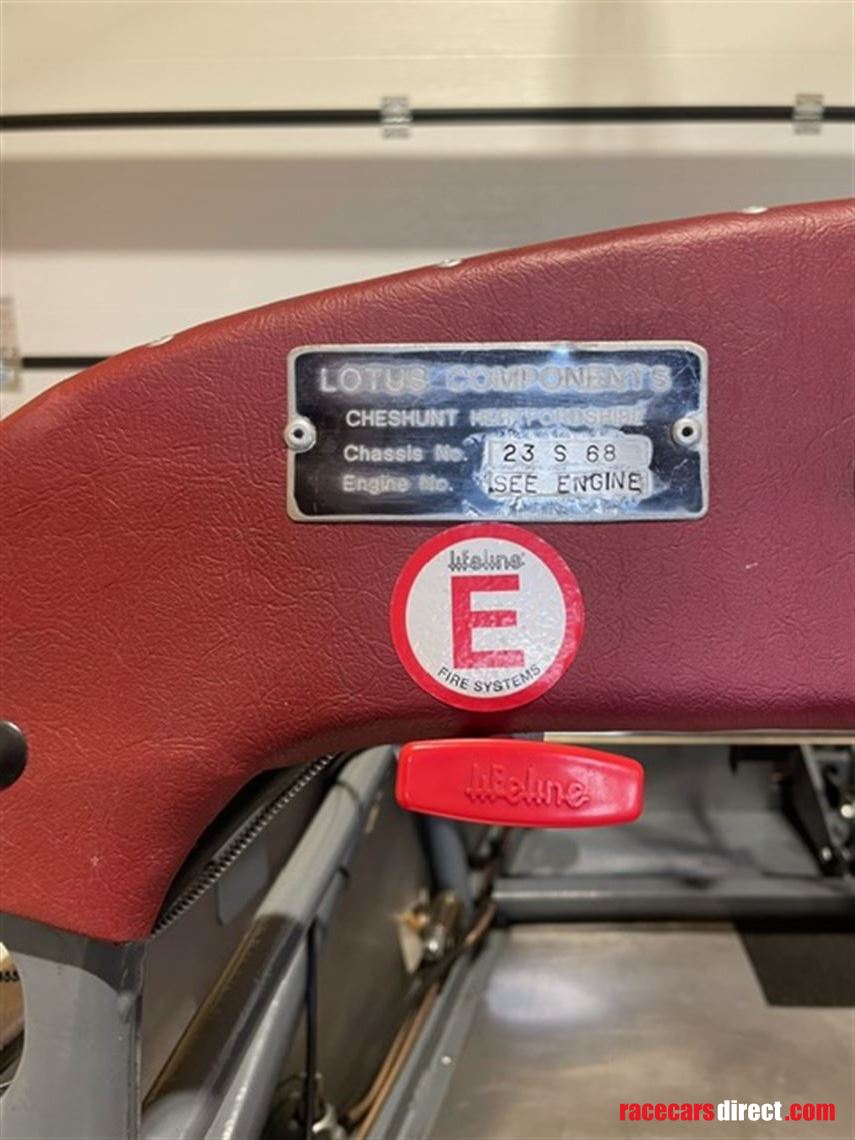 LOTUS COMPONENTS
CHESHUNT HERTFORDSHIRE
Chassis No. 23 S 68
Engine No. SEE ENGINE
lifeline
E
FIRE SYSTEMS
lifeline
racecarsdirect.com